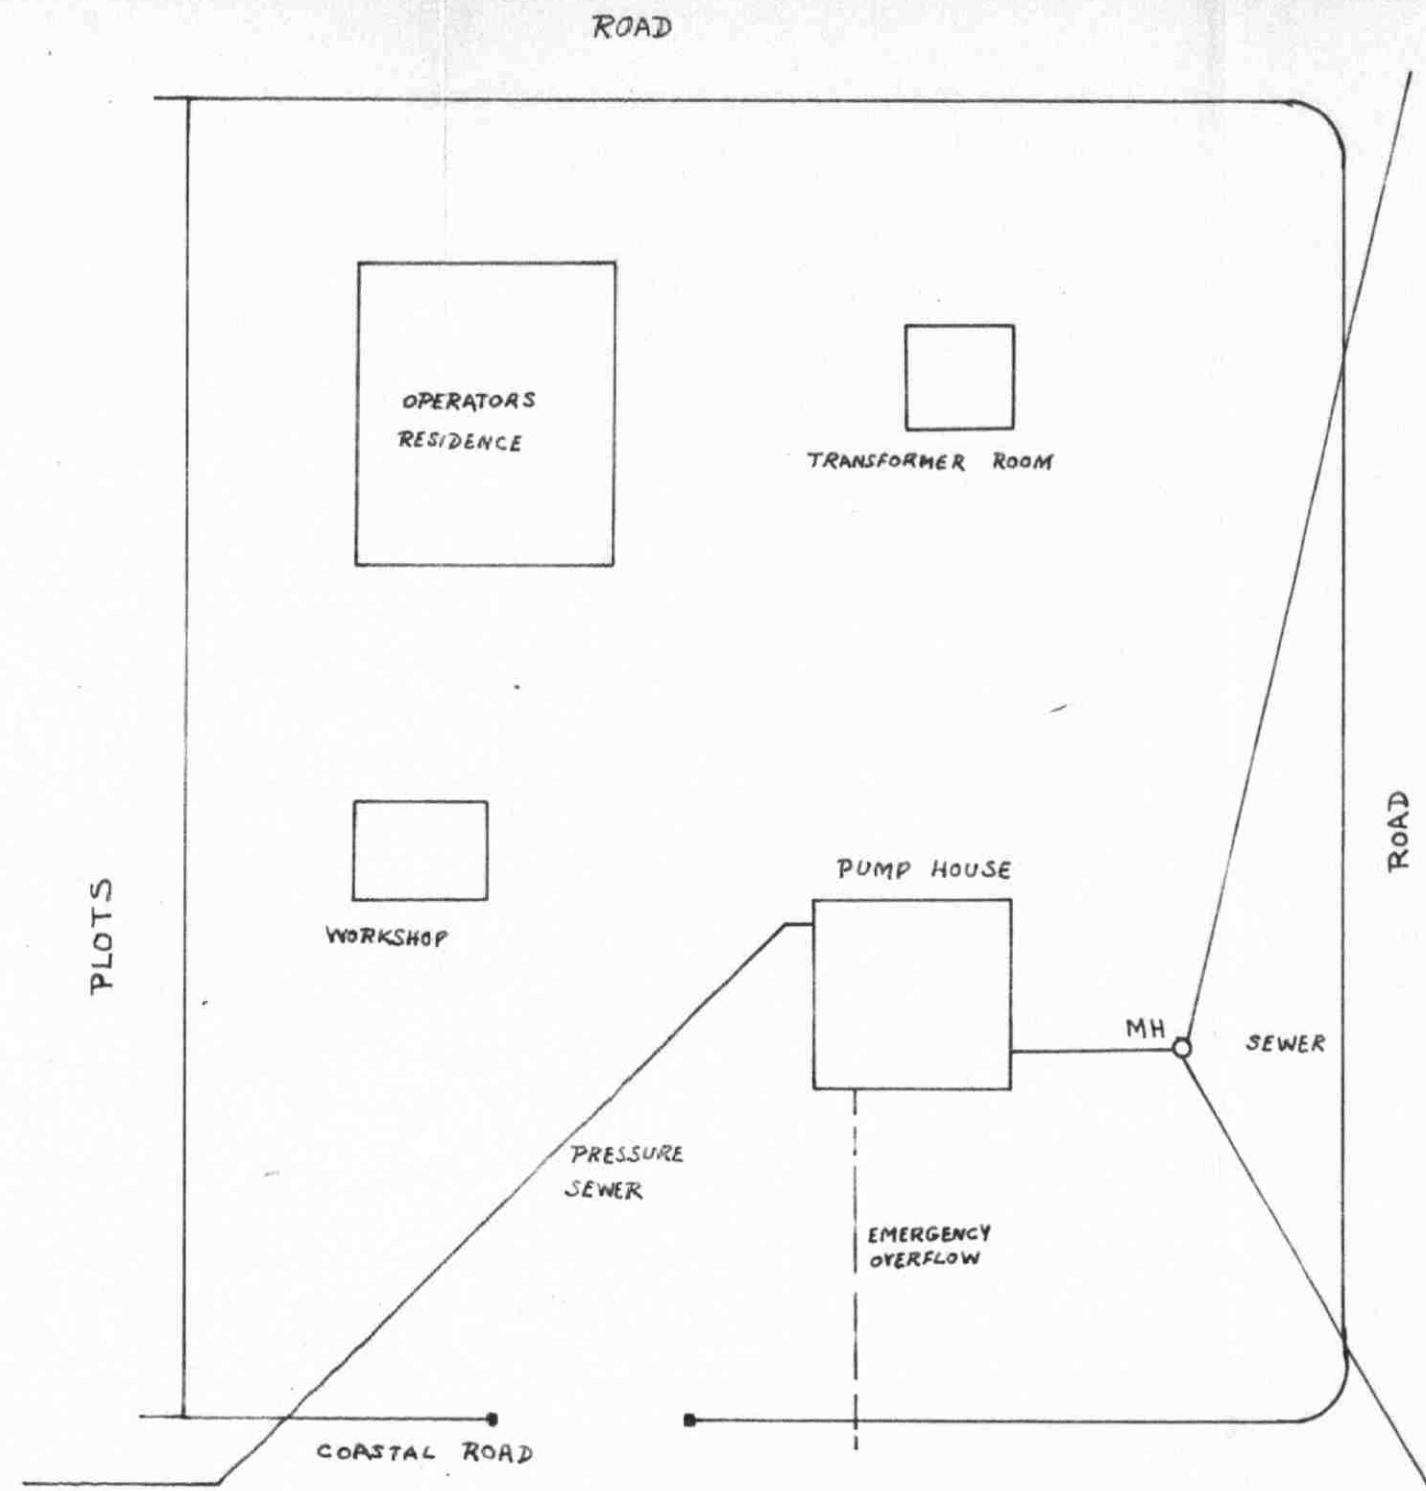 ROAD
OPERATORS
RESIDENCE
TRANSFORMER ROOM
WORKSHOP
PUMP HOUSE
PLOTS
ROAD
MH
SEWER
PRESSURE
SEWER
EMERGENCY
OVERFLOW
COASTAL ROAD